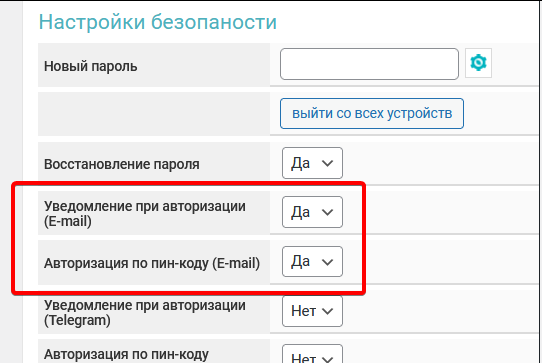 Настройки безопаности
Новый пароль
выйти со всех устройств
Восстановление пароля
Да
Уведомление при авторизации
(E-mail)
Да
Авторизация по пин-коду (E-mail)
Да
Уведомление при авторизации
(Telegram)
Нет
Авторизация по пин-коду
Нет